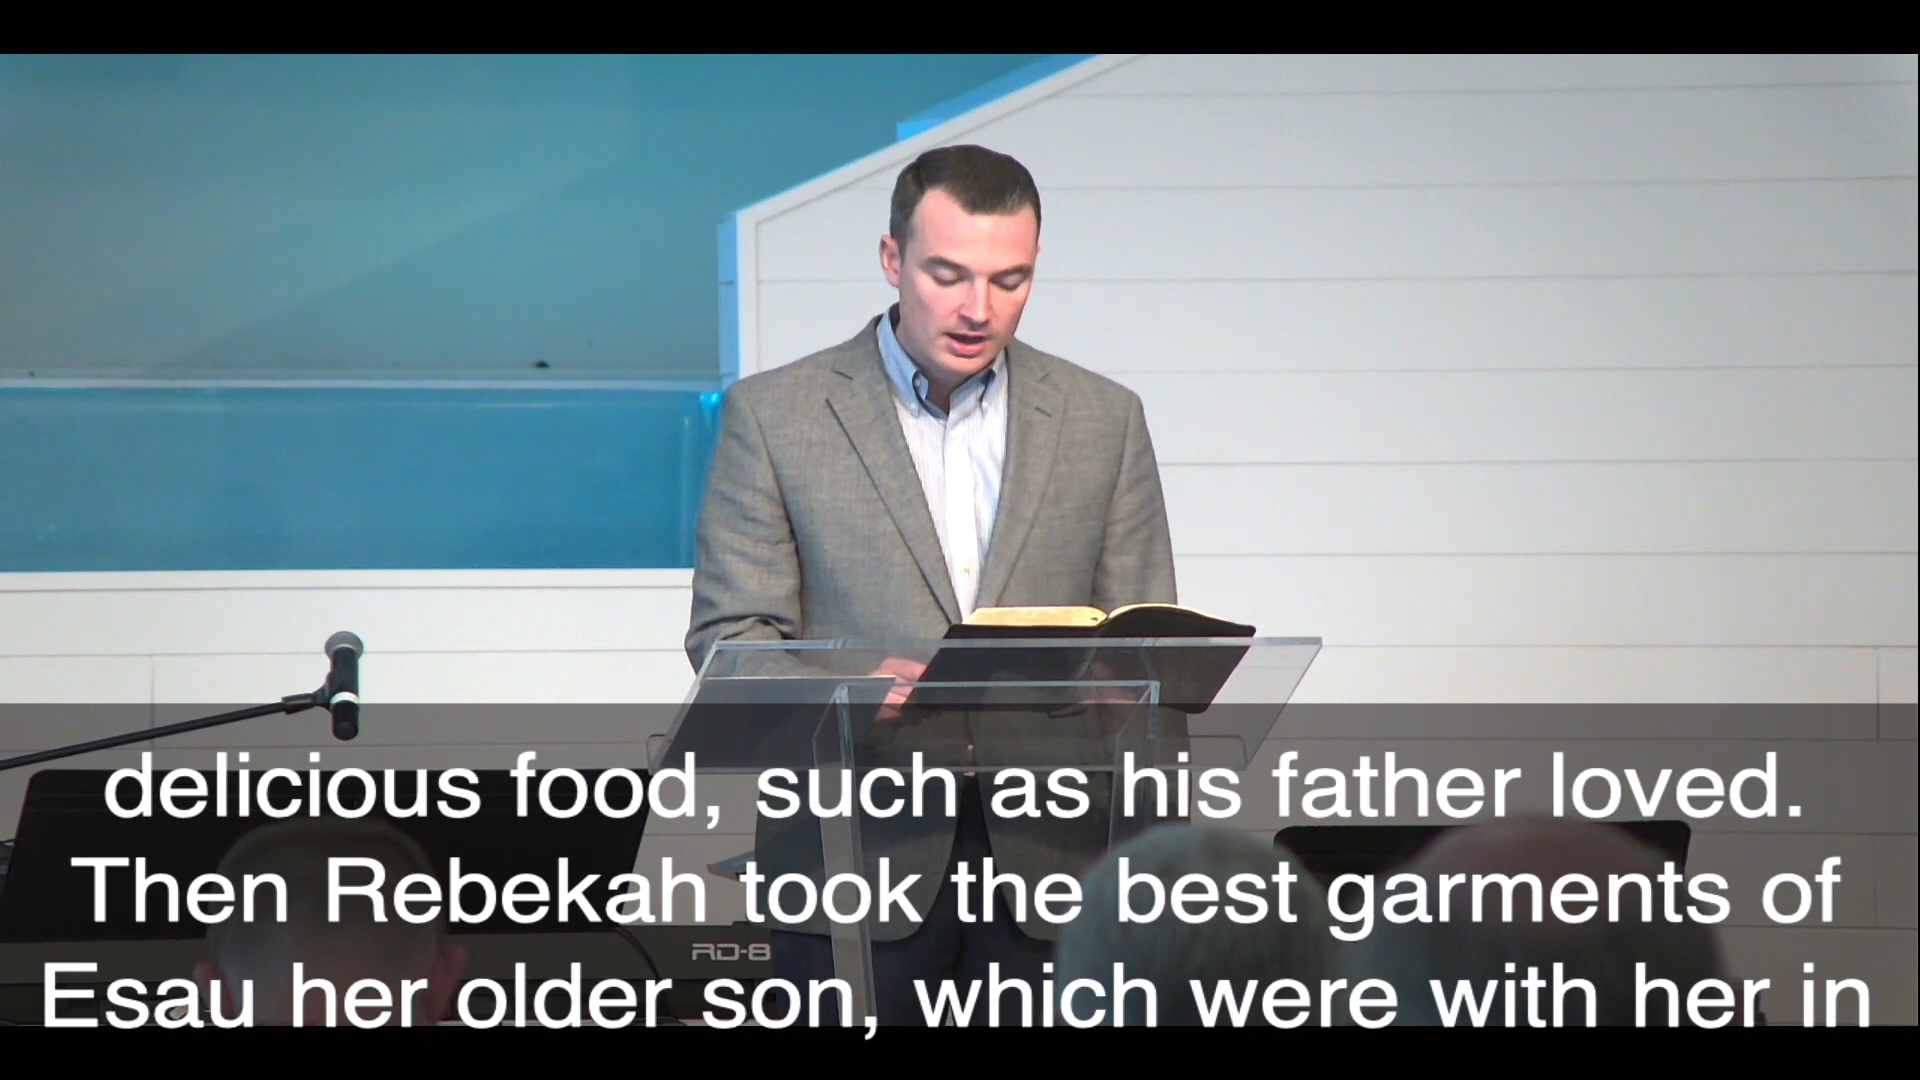 delicious food, such as his father loved.
Then Rebekah took the best garments of
RD-8
Esau her older son, which were with her in